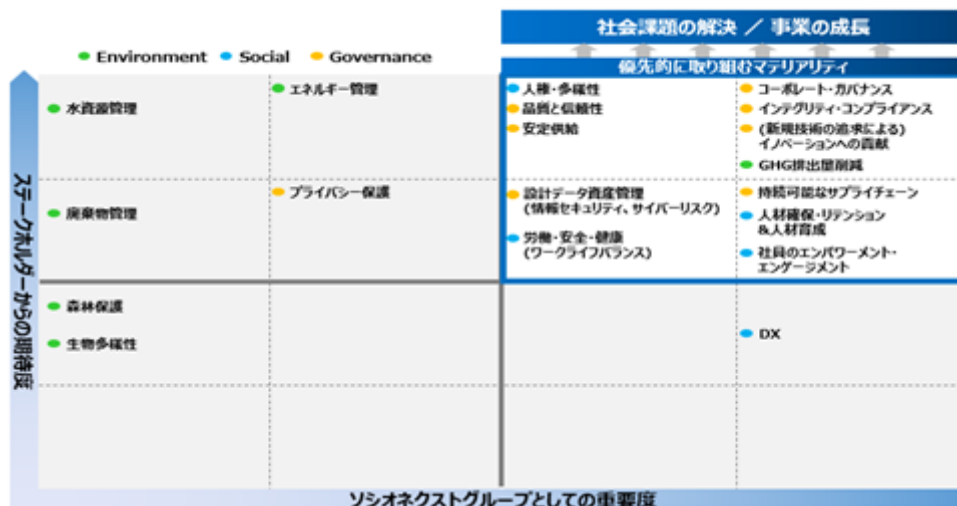 社会課題の解決 ／ 事業の成長
Environment Social Governance
優先的に取り組むマテリアリティ
水資源管理
エネルギー管理
人権・多様性
品質と信頼性
安定供給
コーポレート・ガバナンス
インテグリティ・コンプライアンス
(新規技術の追求による)
イノベーションへの貢献
GHG排出量削減
廃棄物管理
プライバシー保護
設計データ資産管理
(情報セキュリティ、サイバーリスク)
労働・安全・健康
(ワークライフバランス)
持続可能なサプライチェーン
人材確保・リテンション
&人材育成
社員のエンパワーメント・
エンゲージメント
森林保護
生物多様性
DX
ステークホルダーからの期待度
ソシオネクストグループとしての重要度